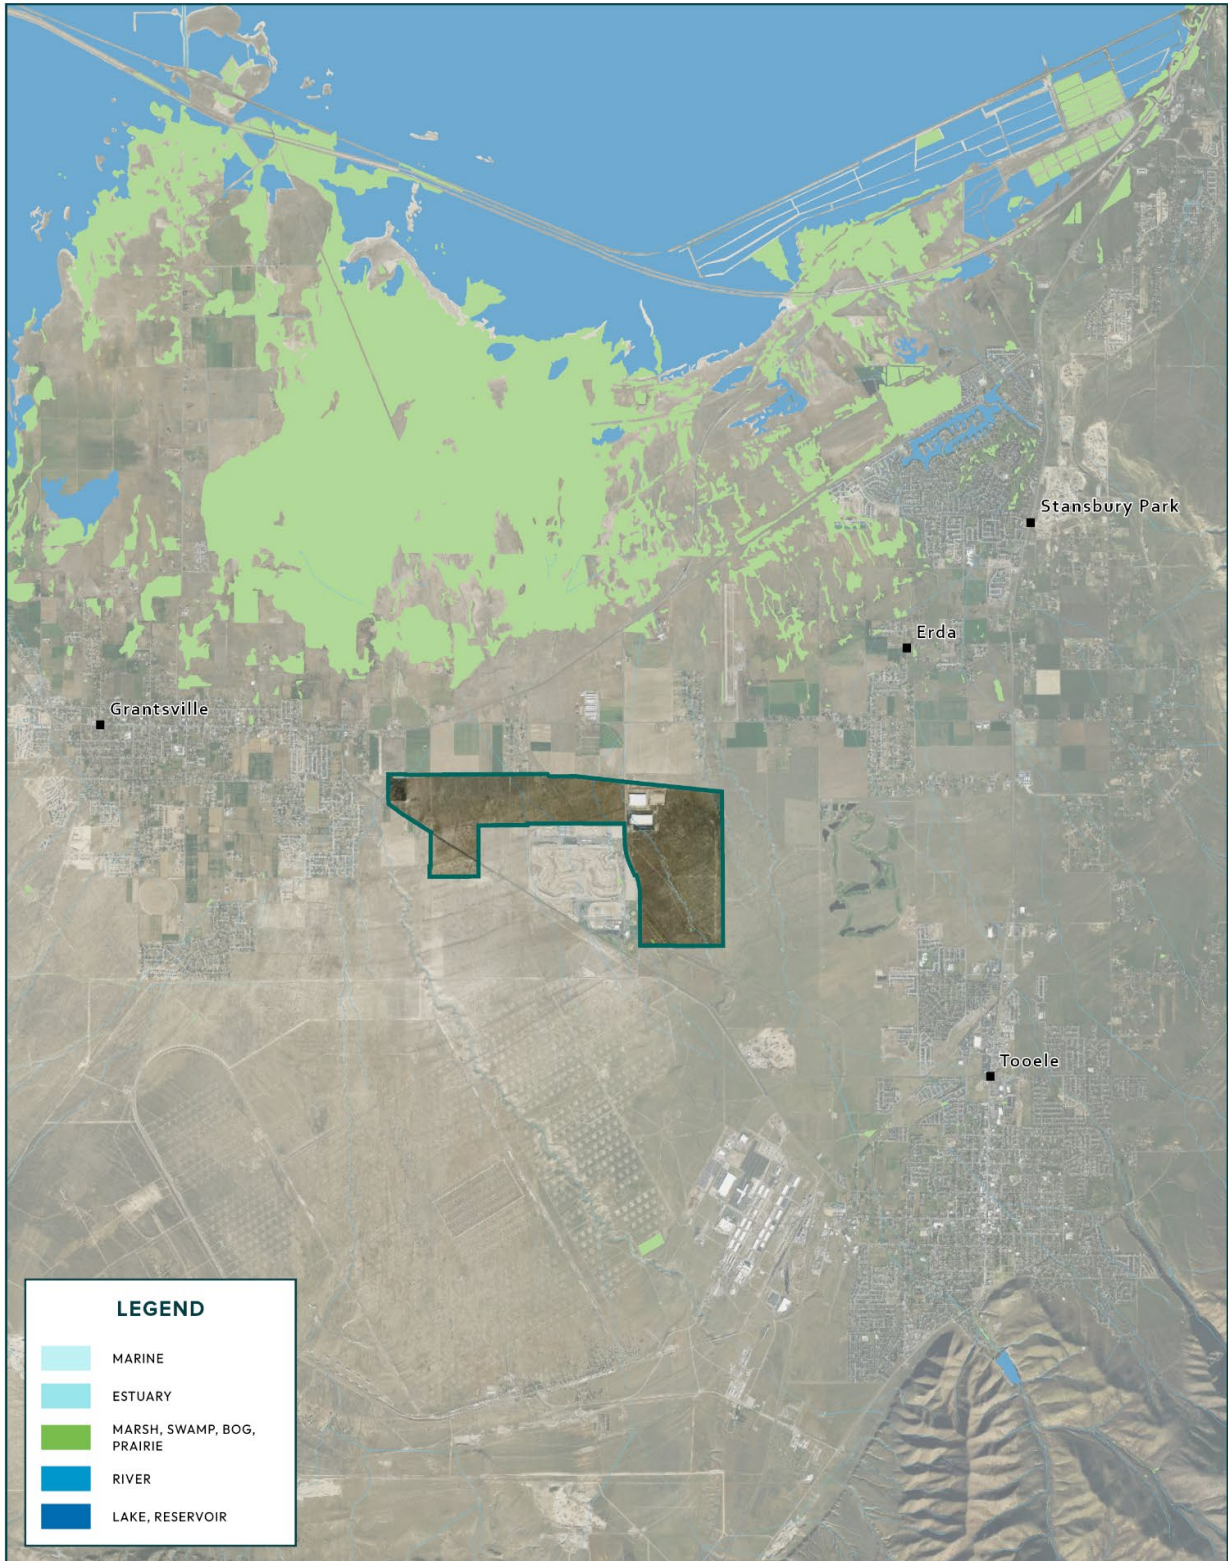 Stansbury Park
Erda
Grantsville
Tooele
LEGEND
MARINE
ESTUARY
MARSH, SWAMP, BOG,
PRAIRIE
RIVER
LAKE, RESERVOIR